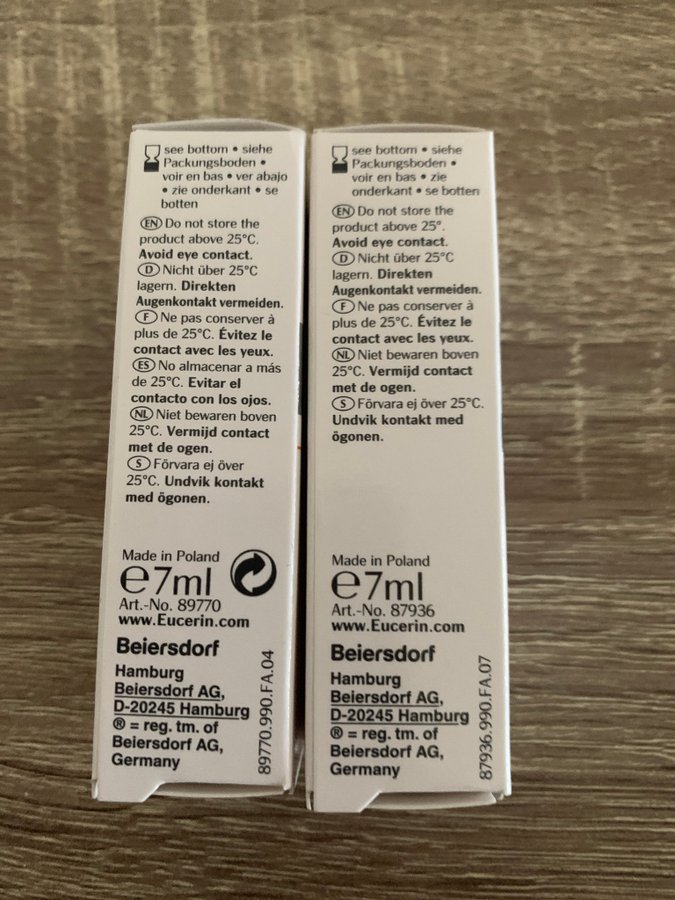 see bottom • siehe
Packungsboden •
voir en bas • ver abajo
• zie onderkant • se
botten
EN Do not store the
product above 25°C.
Avoid eye contact.
D Nicht über 25°C
lagern. Direkten
Augenkontakt vermeiden.
F Ne pas conserver à
plus de 25°C. Évitez le
contact avec les yeux.
ES No almacenar a más
de 25°C. Evitar el
contacto con los ojos.
NL Niet bewaren boven
25°C. Vermijd contact
met de ogen.
S Förvara ej över
25°C. Undvik kontakt
med ögonen.
Made in Poland
℮7ml
Art.-No. 89770
www.Eucerin.com
Beiersdorf
Hamburg
Beiersdorf AG,
D-20245 Hamburg
® = reg. tm. of
Beiersdorf AG,
Germany
89770.990.FA.04
see bottom • siehe
Packungsboden •
voir en bas • zie
onderkant • se botten
EN Do not store the
product above 25°.
Avoid eye contact.
D Nicht über 25°C
lagern. Direkten
Augenkontakt vermeiden.
F Ne pas conserver à
plus de 25°C. Évitez le
contact avec les yeux.
NL Niet bewaren boven
25°C. Vermijd contact
met de ogen.
S Förvara ej över 25°C.
Undvik kontakt med
ögonen.
Made in Poland
℮7ml
Art.-No. 87936
www.Eucerin.com
Beiersdorf
Hamburg
Beiersdorf AG,
D-20245 Hamburg
® = reg. tm. of
Beiersdorf AG,
Germany
87936.990.FA.07